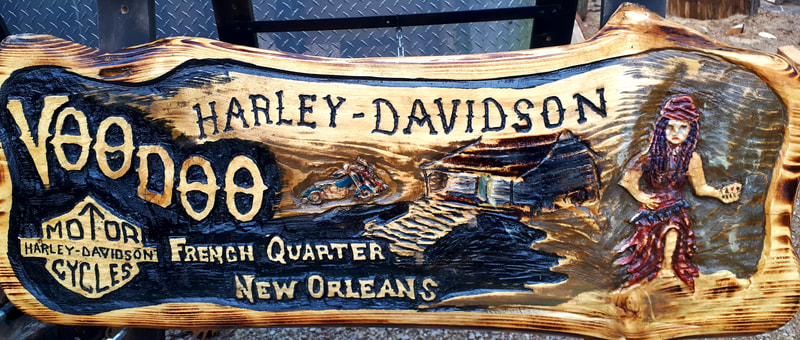 HARLEY-DAVIDSON
VOODOO
MOTOR
HARLEY-DAVIDSON
CYCLES
FRENCH QUARTER
NEW ORLEANS